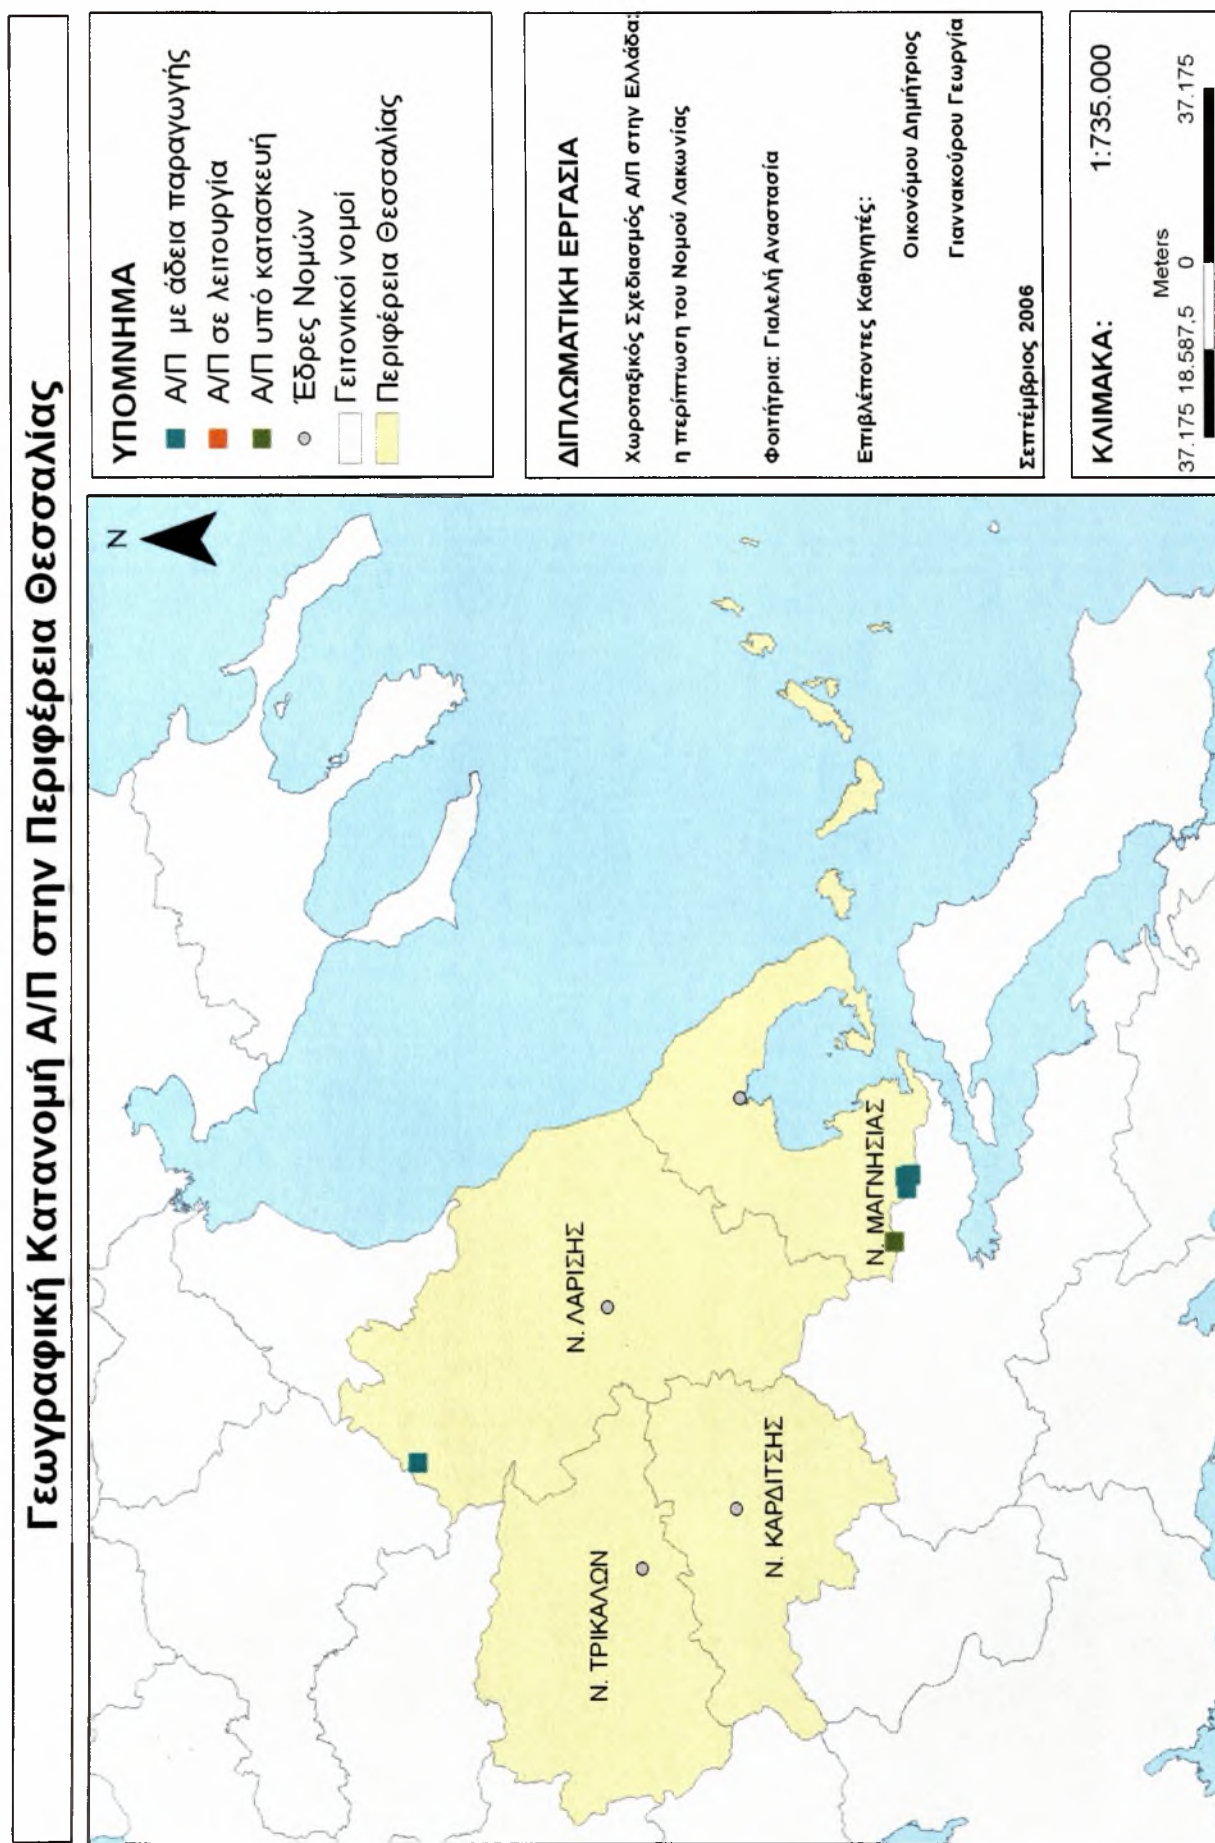 Γεωγραφική Κατανομή Α/Π στην Περιφέρεια Θεσσαλίας
N
Ν. ΛΑΡΙΣΗΣ
Ν. ΤΡΙΚΑΛΩΝ
Ν. ΚΑΡΔΙΤΣΗΣ
Ν. ΜΑΓΝΗΣΙΑΣ
ΥΠΟΜΝΗΜΑ
Α/Π με άδεια παραγωγής
Α/Π σε λειτουργία
Α/Π υπό κατασκευή
Έδρες Νομών
Γειτονικοί νομοί
Περιφέρεια Θεσσαλίας
ΔΙΠΛΩΜΑΤΙΚΗ ΕΡΓΑΣΙΑ
Χωροταξικός Σχεδιασμός Α/Π στην Ελλάδα:
η περίπτωση του Νομού Λακωνίας
Φοιτήτρια: Γιαλελή Αναστασία
Επιβλέποντες Καθηγητές:
Οικονόμου Δημήτριος
Γιαννακούρου Γεωργία
Σεπτέμβριος 2006
ΚΛΙΜΑΚΑ: 1:735.000
Meters
37.175 18.587,5 0 37.175